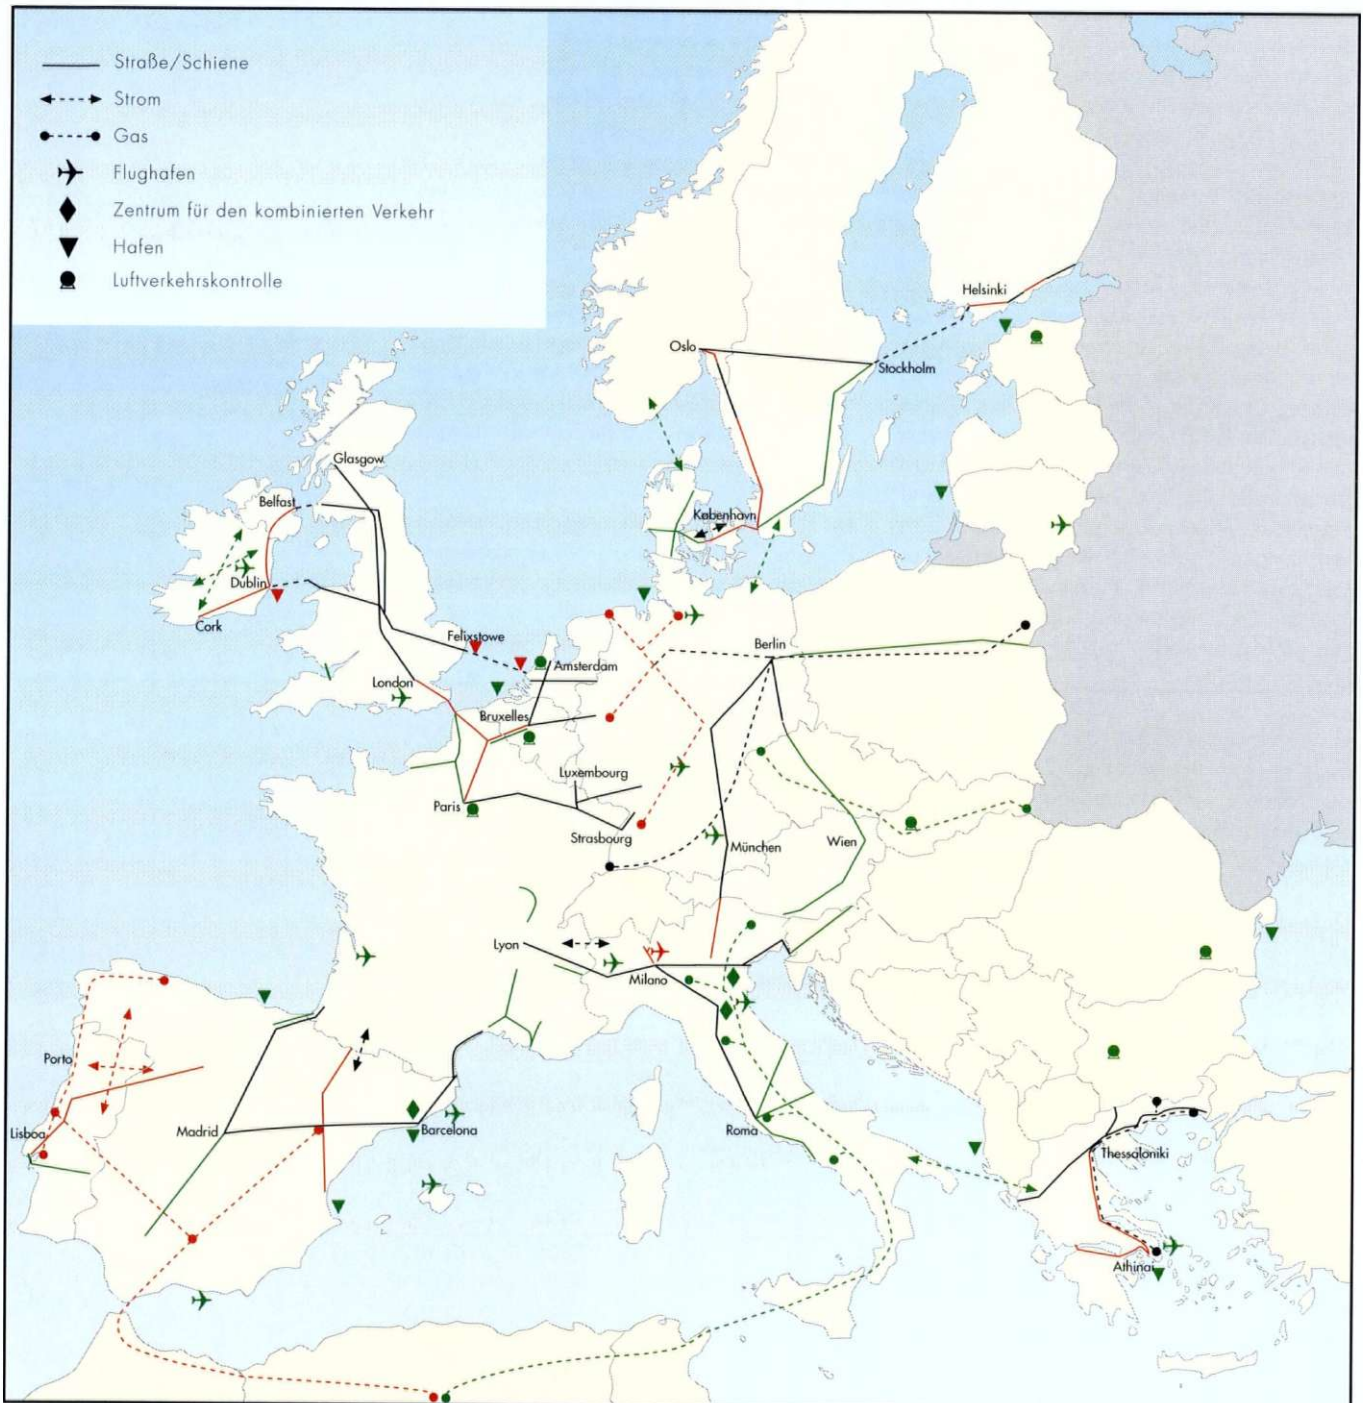 Straße/Schiene
Strom
Gas
Flughafen
Zentrum für den kombinierten Verkehr
Hafen
Luftverkehrskontrolle
Helsinki
Oslo
Stockholm
Glasgow
Belfast
København
Dublin
Cork
Felixstowe
Berlin
Amsterdam
London
Bruxelles
Luxembourg
Paris
Strasbourg
München
Wien
Lyon
Milano
Porto
Lisboa
Madrid
Barcelona
Roma
Thessaloniki
Athinai